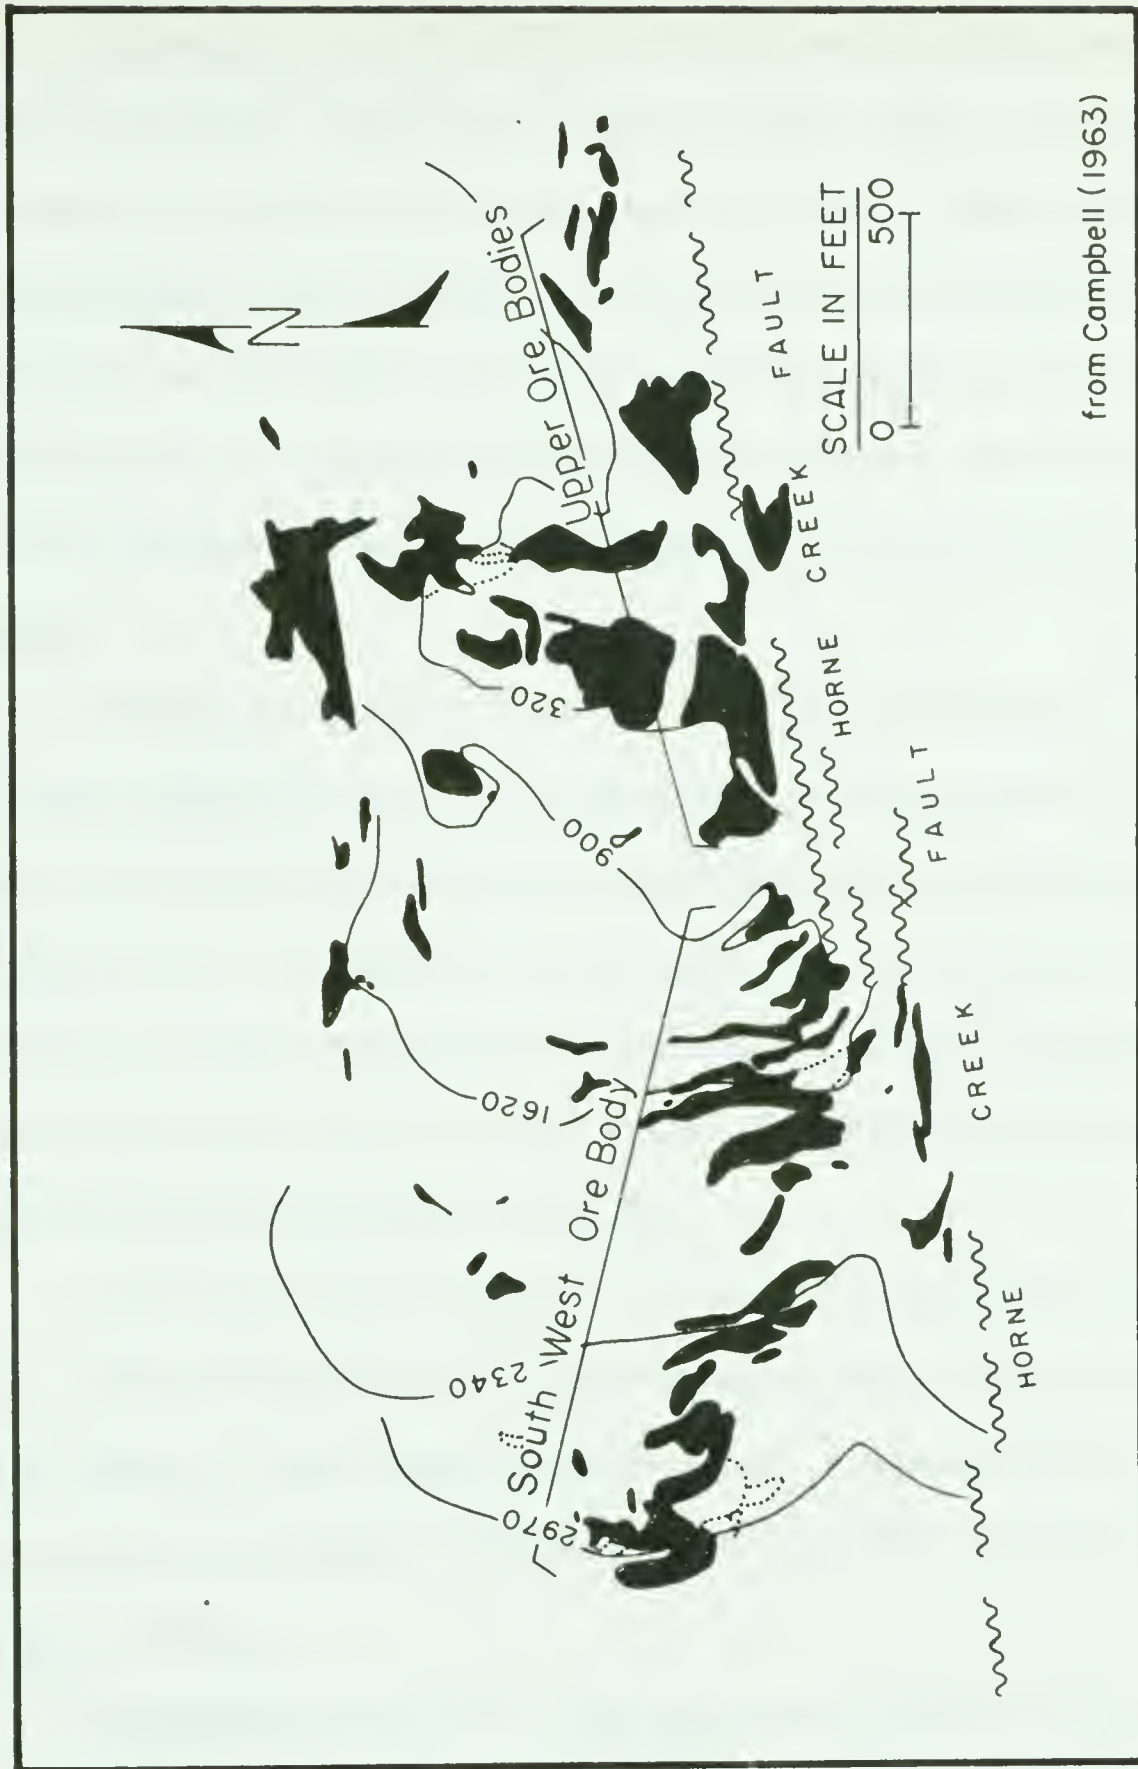 N
Upper Ore Bodies
320
900
1620
South West Ore Body
2340
2970
HORNE CREEK FAULT
HORNE CREEK FAULT
SCALE IN FEET
0 500
from Campbell (1963)